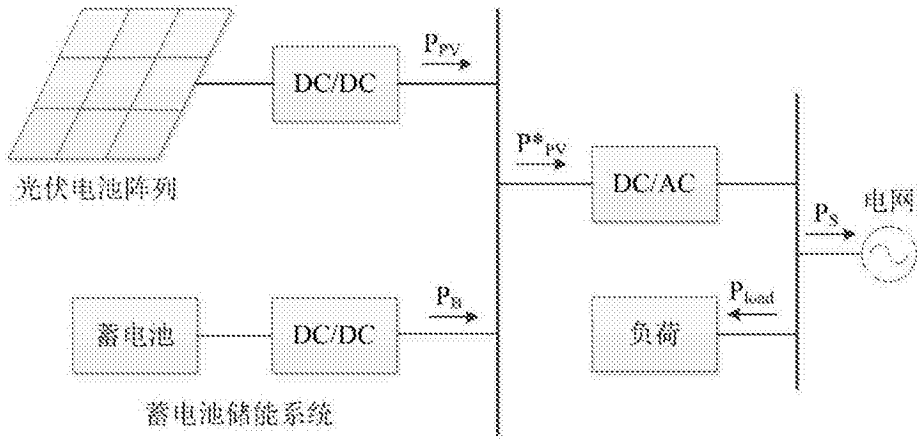 光伏电池阵列
DC/DC
P_PV
P*_PV
DC/AC
电网
P_S
P_load
负荷
蓄电池
DC/DC
P_B
蓄电池储能系统